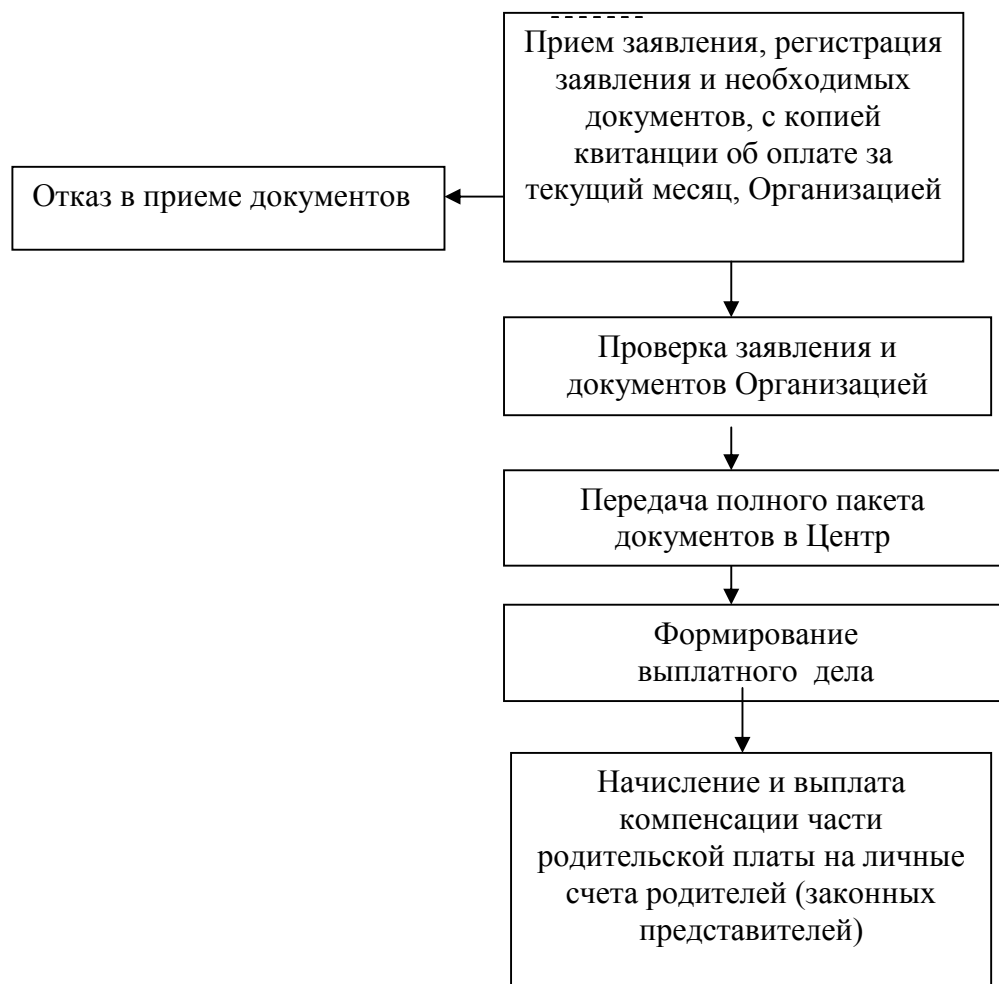 Прием заявления, регистрация
заявления и необходимых
документов, с копией
квитанции об оплате за
текущий месяц, Организацией
Отказ в приеме документов
Проверка заявления и
документов Организацией
Передача полного пакета
документов в Центр
Формирование
выплатного дела
Начисление и выплата
компенсации части
родительской платы на личные
счета родителей (законных
представителей)